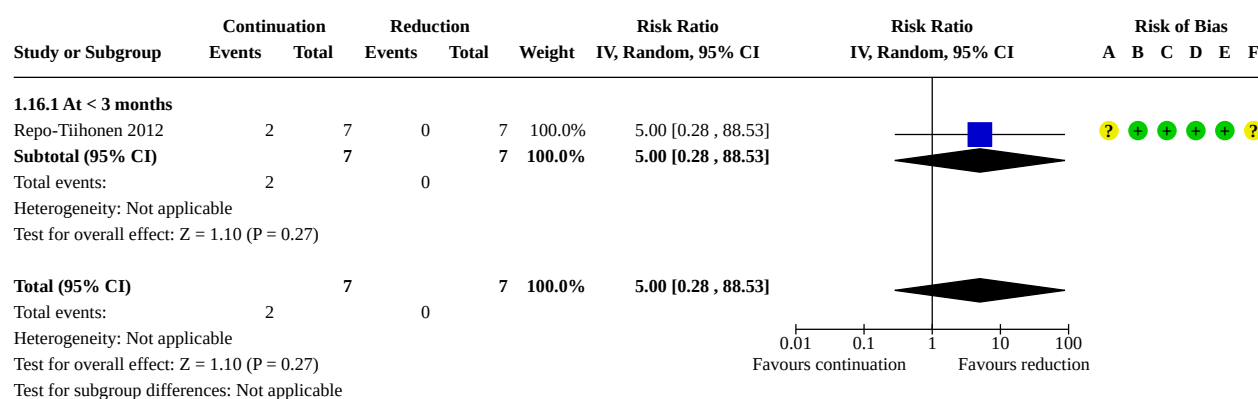 Continuation Reduction Risk Ratio Risk Ratio Risk of Bias
Study or Subgroup Events Total Events Total Weight IV, Random, 95% CI IV, Random, 95% CI A B C D E F
1.16.1 At < 3 months
Repo-Tiihonen 2012 2 7 0 7 100.0% 5.00 [0.28 , 88.53] ? + + + + ?
Subtotal (95% CI) 7 7 100.0% 5.00 [0.28 , 88.53]
Total events: 2 0
Heterogeneity: Not applicable
Test for overall effect: Z = 1.10 (P = 0.27)
Total (95% CI) 7 7 100.0% 5.00 [0.28 , 88.53]
Total events: 2 0
Heterogeneity: Not applicable
0.01 0.1 1 10 100
Test for overall effect: Z = 1.10 (P = 0.27) Favours continuation Favours reduction
Test for subgroup differences: Not applicable